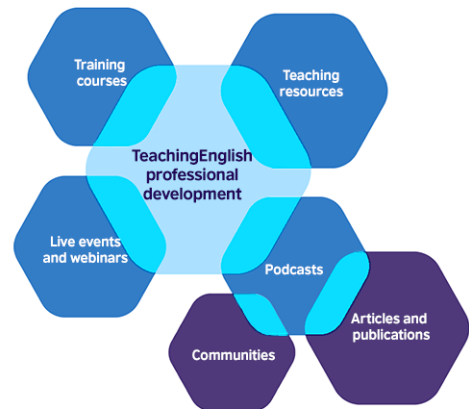 Training
courses
Teaching
resources
TeachingEnglish
professional
development
Live events
and webinars
Podcasts
Articles and
publications
Communities